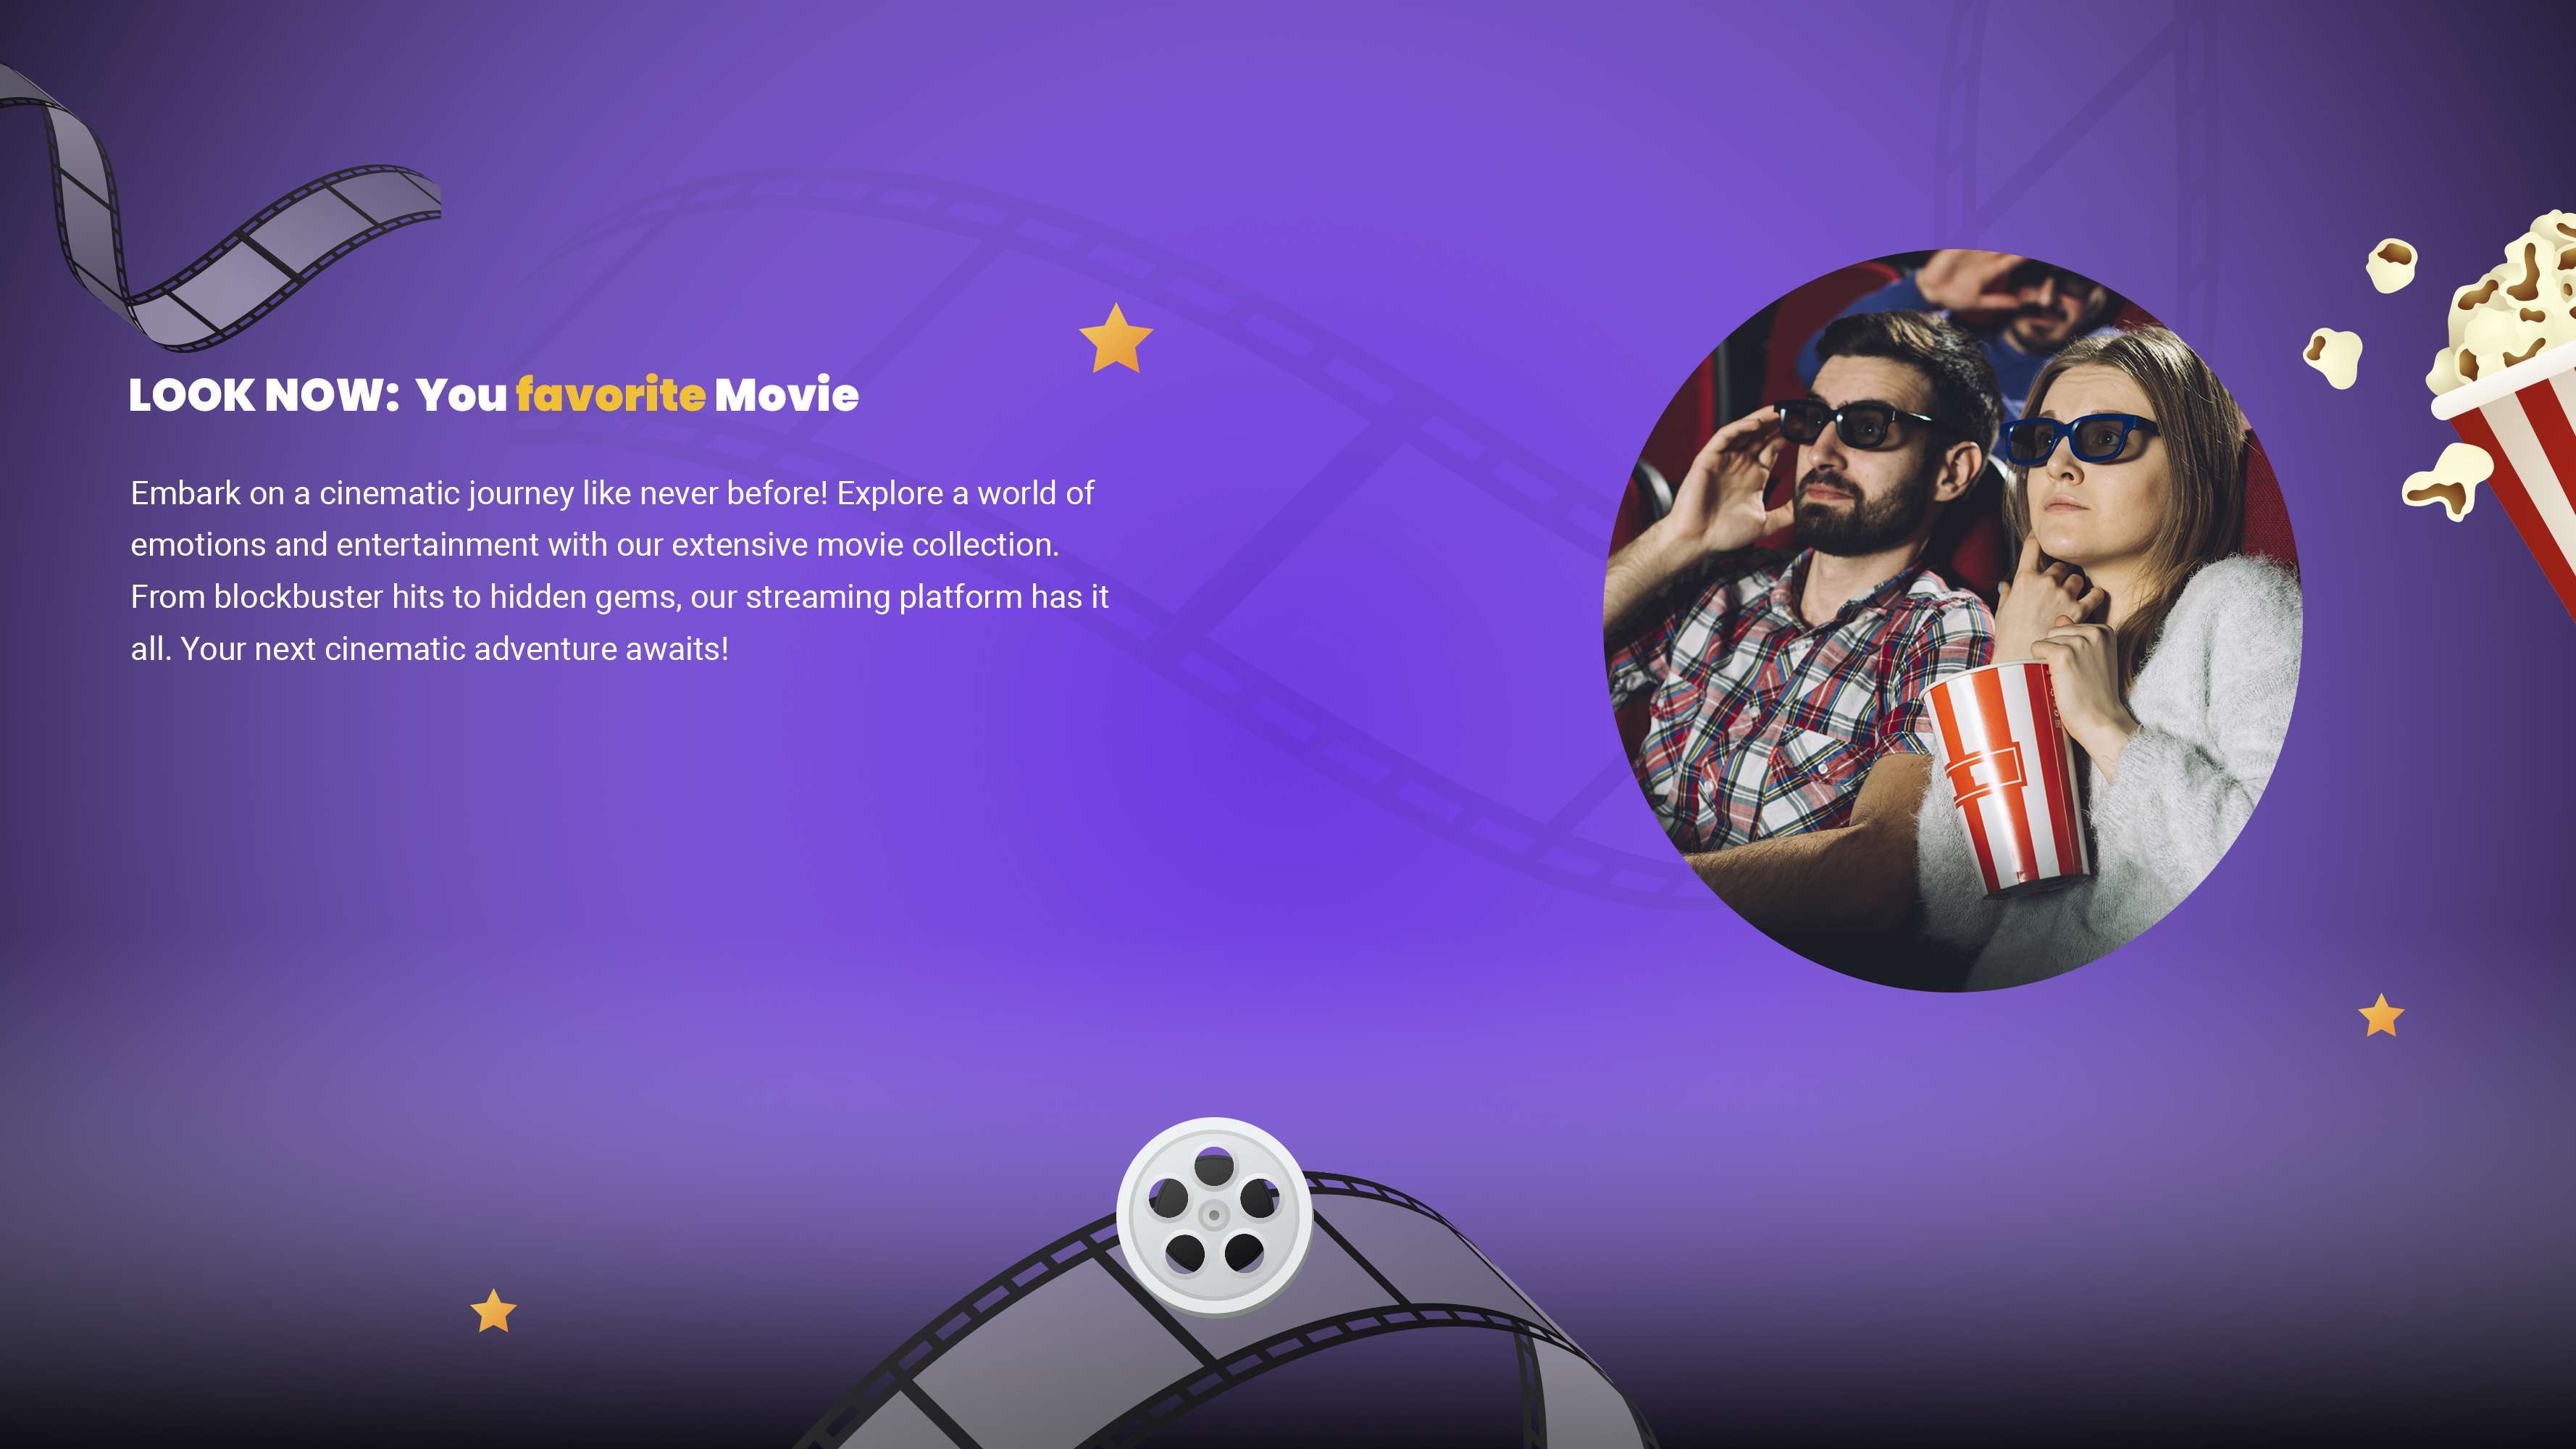 LOOK NOW: You favorite Movie
Embark on a cinematic journey like never before! Explore a world of
emotions and entertainment with our extensive movie collection.
From blockbuster hits to hidden gems, our streaming platform has it
all. Your next cinematic adventure awaits!